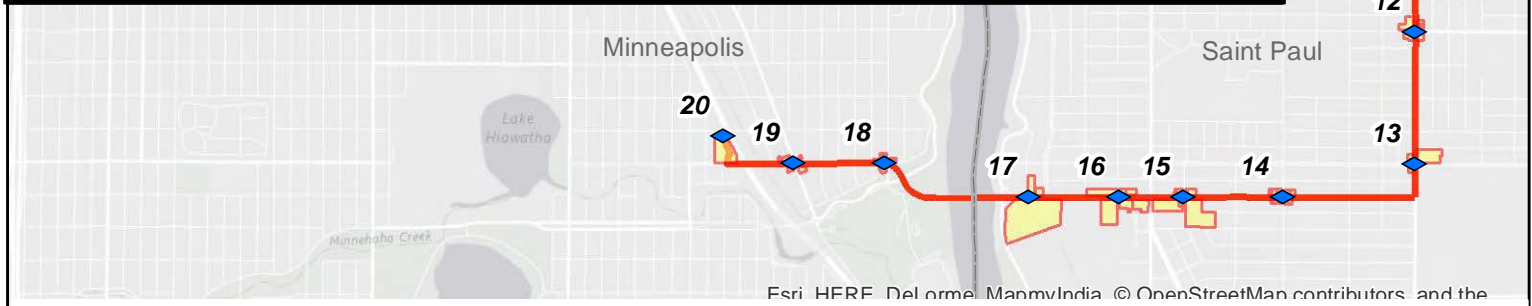 12
Minneapolis
Saint Paul
20
19
18
Lake
Hiawatha
13
17
16
15
14
Minnehaha Creek
Esri, HERE, DeLorme, MapmyIndia, © OpenStreetMap contributors, and the